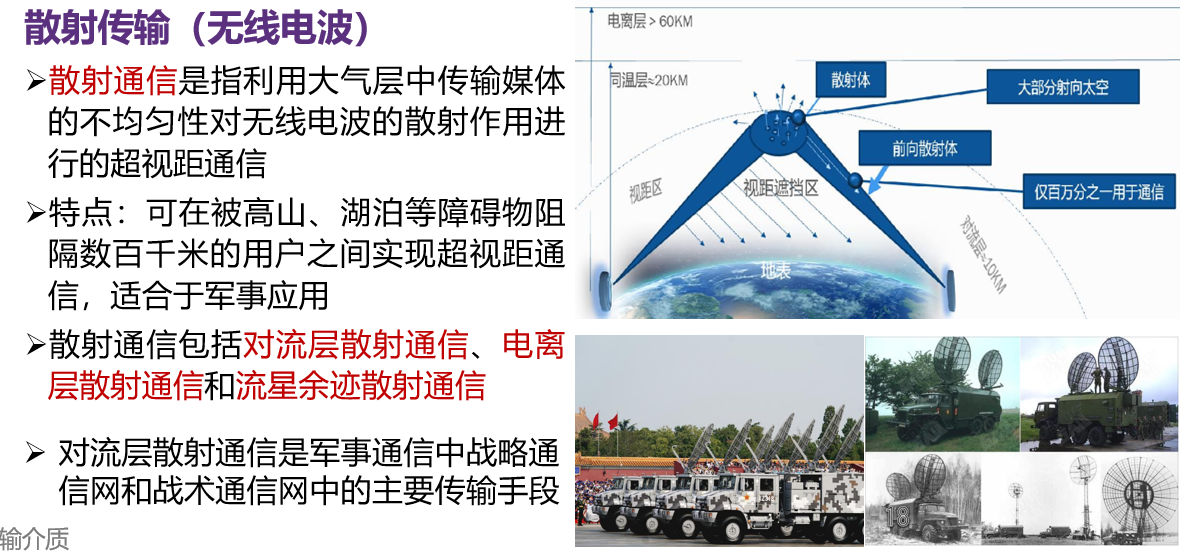 散射传输（无线电波）
➢散射通信是指利用大气层中传输媒体
的不均匀性对无线电波的散射作用进
行的超视距通信
➢特点：可在被高山、湖泊等障碍物阻
隔数百千米的用户之间实现超视距通
信，适合于军事应用
➢散射通信包括对流层散射通信、电离
层散射通信和流星余迹散射通信
➢ 对流层散射通信是军事通信中战略通
信网和战术通信网中的主要传输手段
输介质
电离层＞60KM
同温层≈20KM
散射体
大部分射向太空
前向散射体
仅百万分之一用于通信
视距区
视距遮挡区
对流层≈10KM
地表
18